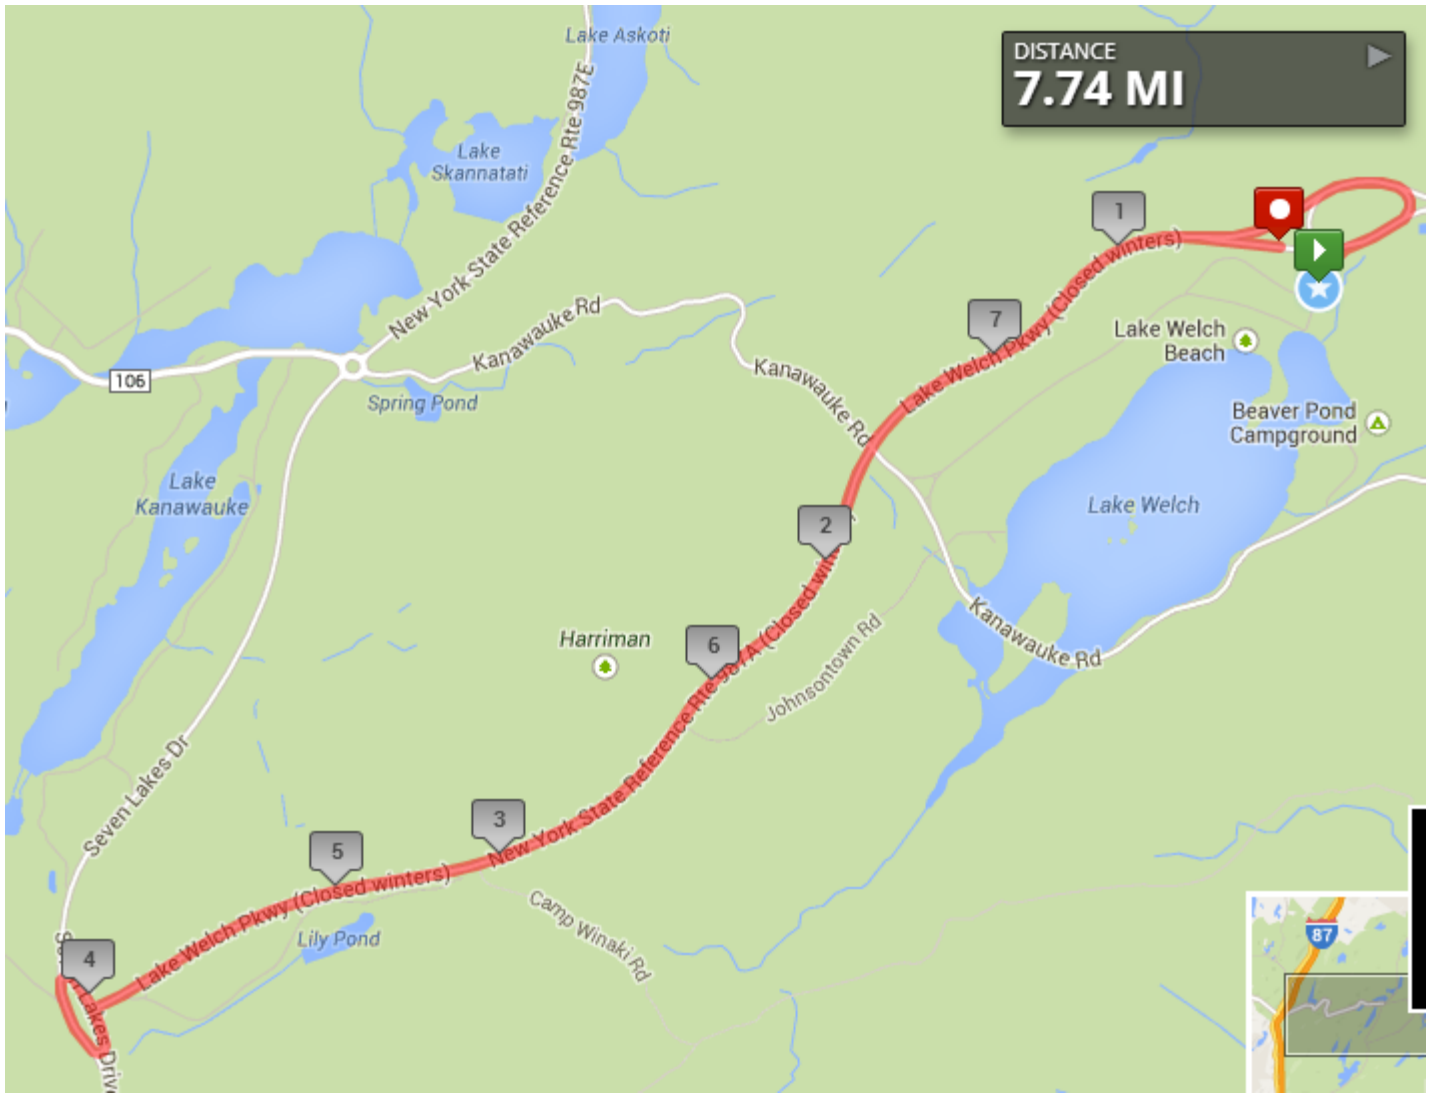 Lake Askoti
DISTANCE
7.74 MI
Lake
Skannatati
New York State Reference Rte 987E
1
Lake Welch Pkwy (Closed winters)
7
Kanawauke Rd
Lake Welch
Beach
106
Spring Pond
Kanawauke Rd
Beaver Pond
Campground
Lake
Kanawauke
Lake Welch
2
Harriman
6
Kanawauke Rd
Johnsontown Rd
New York State Reference Rte 987A (Closed win
Seven Lakes Dr
3
5
Lake Welch Pkwy (Closed winters)
Camp Winaki Rd
Lily Pond
87
4
Lakes Drive